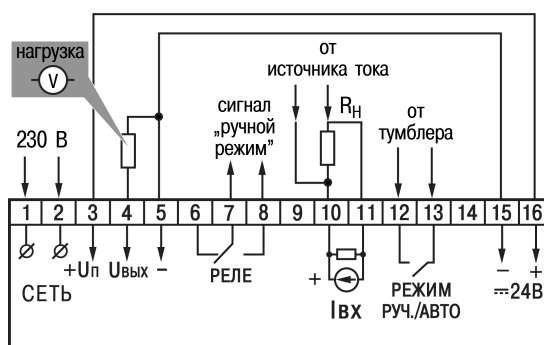 нагрузка
V
от
источника тока
сигнал
„ручной
режим”
RН
от
тумблера
230 В
1 2 3 4 5 6 7 8 9 10 11 12 13 14 15 16
+Uп Uвых –
РЕЛЕ
СЕТЬ
+
Iвх
РЕЖИМ
РУЧ./АВТО
– +
⎓24В